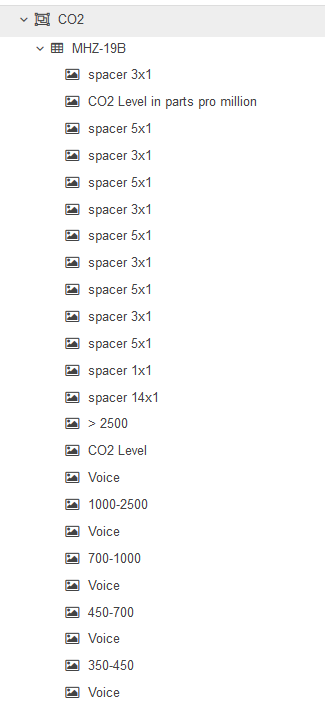 CO2
MHZ-19B
spacer 3x1
CO2 Level in parts pro million
spacer 5x1
spacer 3x1
spacer 5x1
spacer 3x1
spacer 5x1
spacer 3x1
spacer 5x1
spacer 3x1
spacer 5x1
spacer 1x1
spacer 14x1
> 2500
CO2 Level
Voice
1000-2500
Voice
700-1000
Voice
450-700
Voice
350-450
Voice